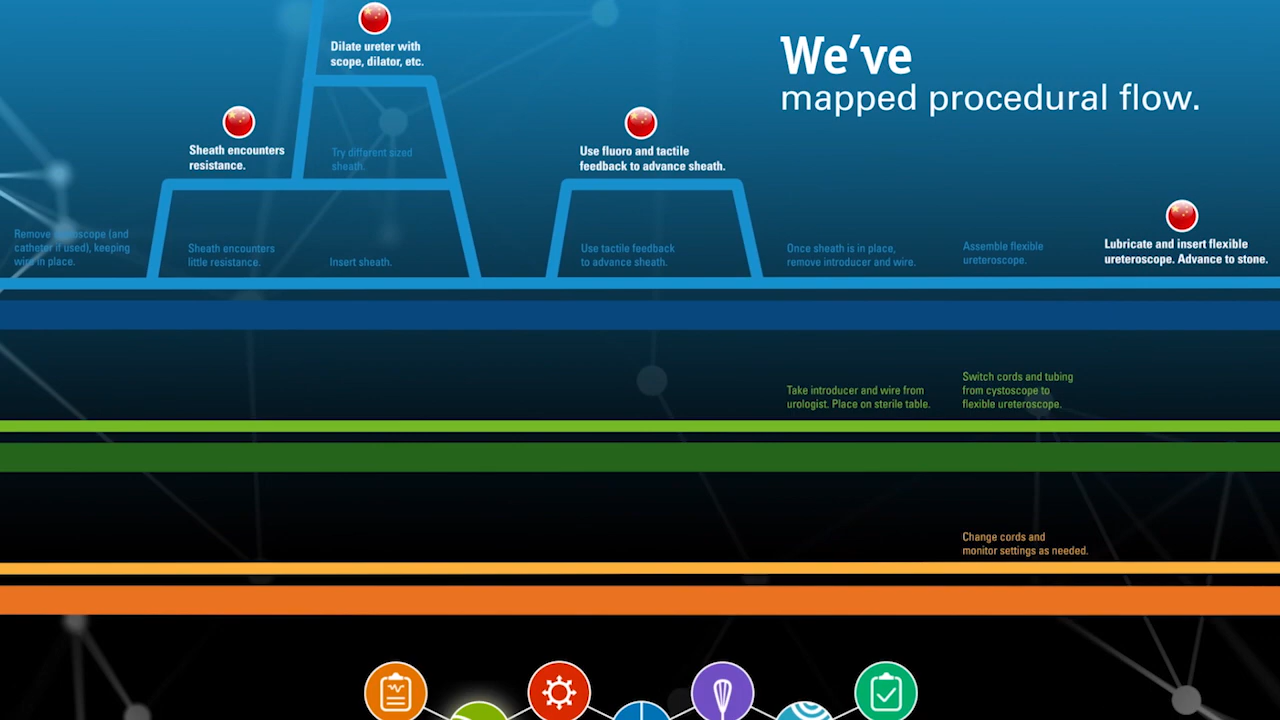 We've
mapped procedural flow.
Dilate ureter with
scope, dilator, etc.
Sheath encounters
resistance.
Try different sized
sheath.
Use fluoro and tactile
feedback to advance sheath.
Remove cystoscope (and
catheter if used), keeping
wire in place.
Sheath encounters
little resistance.
Insert sheath.
Use tactile feedback
to advance sheath.
Once sheath is in place,
remove introducer and wire.
Assemble flexible
ureteroscope.
Lubricate and insert flexible
ureteroscope. Advance to stone.
Take introducer and wire from
urologist. Place on sterile table.
Switch cords and tubing
from cystoscope to
flexible ureteroscope.
Change cords and
monitor settings as needed.